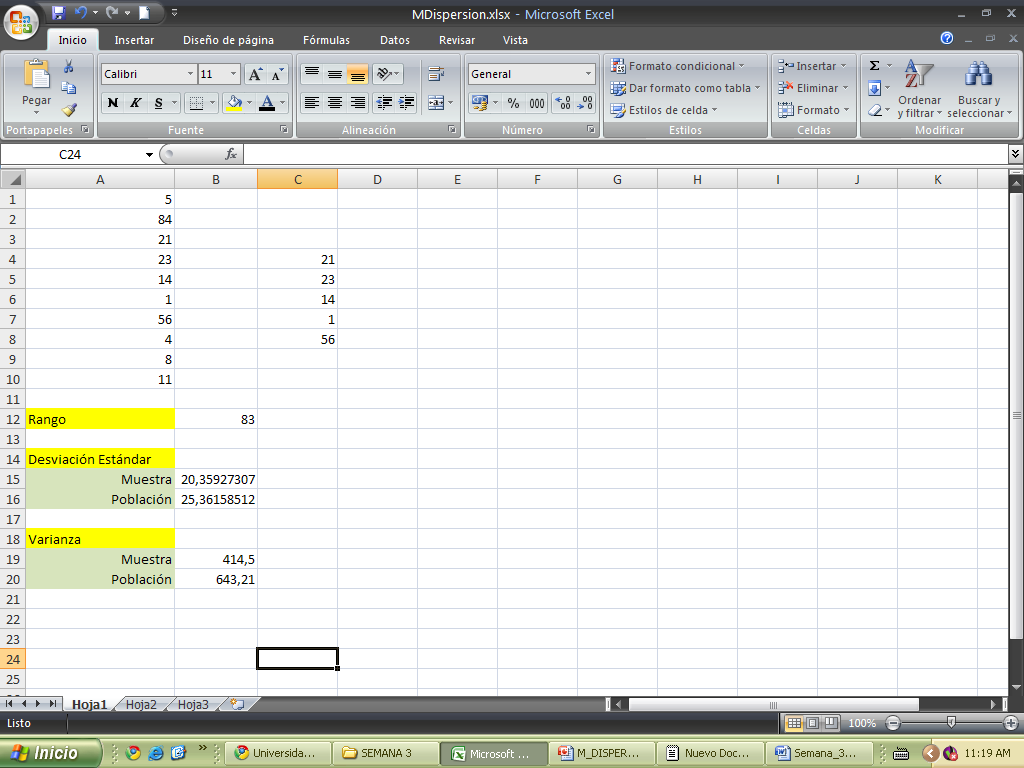 MDispersion.xlsx - Microsoft Excel
Inicio Insertar Diseño de página Fórmulas Datos Revisar Vista
Pegar
Portapapeles
Calibri 11
N K S
Fuente
Alineación
General
% 000
Número
Formato condicional
Dar formato como tabla
Estilos de celda
Estilos
Insertar
Eliminar
Formato
Celdas
Σ
Ordenar y filtrar
Buscar y seleccionar
Modificar
C24 fx
A B C D E F G H I J K
1 5
2 84
3 21
4 23 21
5 14 23
6 1 14
7 56 1
8 4 56
9 8
10 11
11
12 Rango 83
13
14 Desviación Estándar
15 Muestra 20,35927307
16 Población 25,36158512
17
18 Varianza
19 Muestra 414,5
20 Población 643,21
21
22
23
24
25
Hoja1 Hoja2 Hoja3
Listo 100%
Inicio » Universida... SEMANA 3 Microsoft ... M_DISPER... Nuevo Doc... Semana_3... 11:19 AM